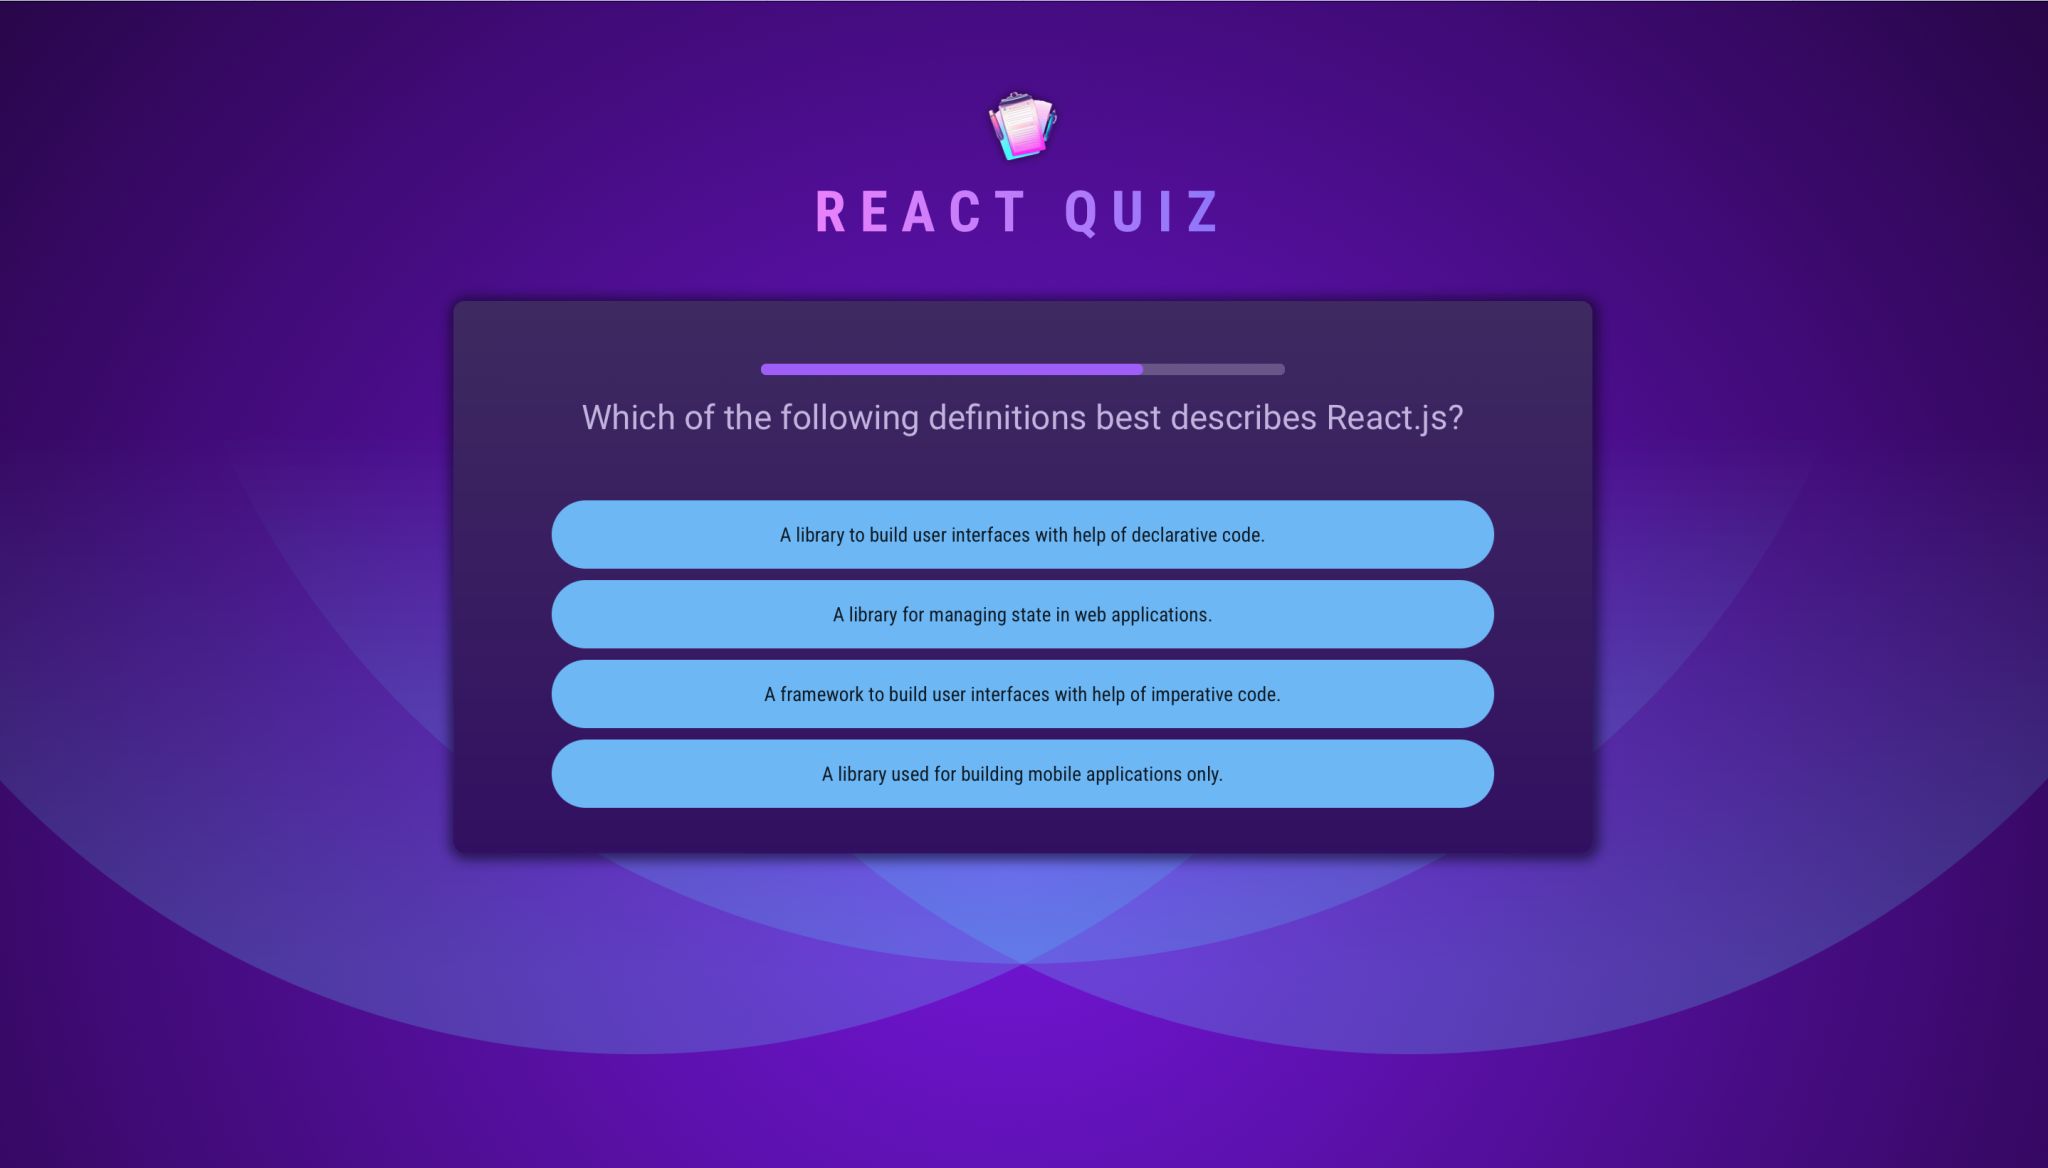 REACT QUIZ
Which of the following definitions best describes React.js?
A library to build user interfaces with help of declarative code.
A library for managing state in web applications.
A framework to build user interfaces with help of imperative code.
A library used for building mobile applications only.